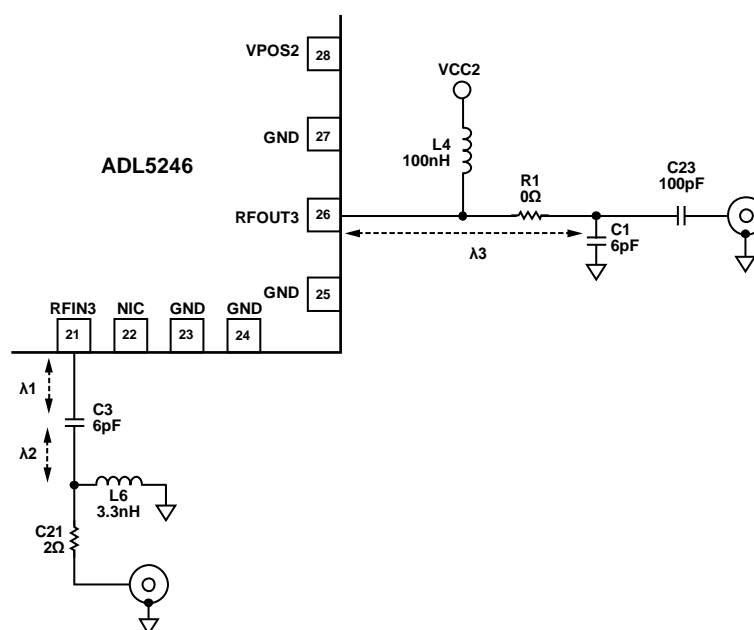 VPOS2
28
VCC2
GND
27
L4
100nH
ADL5246
R1
0Ω
C23
100pF
RFOUT3
26
C1
6pF
λ3
GND
25
RFIN3
NIC
GND
GND
21
22
23
24
λ1
C3
6pF
λ2
L6
3.3nH
C21
2Ω